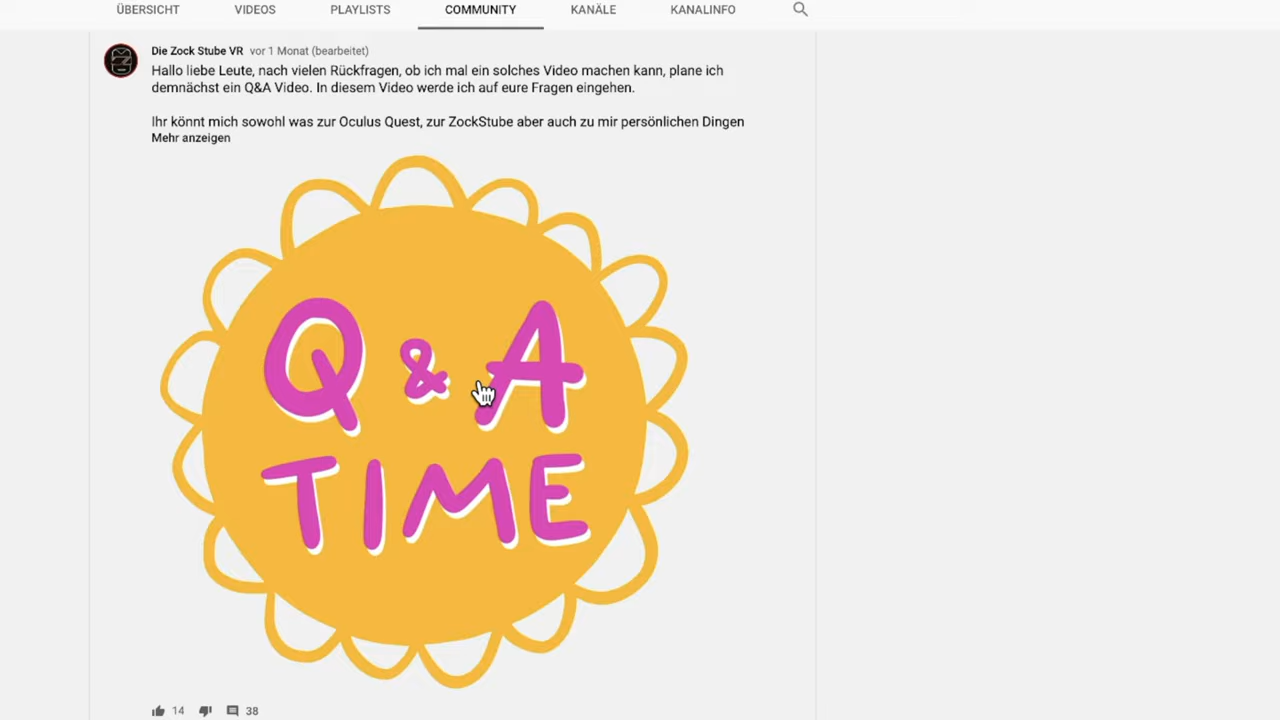 ÜBERSICHT VIDEOS PLAYLISTS COMMUNITY KANÄLE KANALINFO
Die Zock Stube VR vor 1 Monat (bearbeitet)
Hallo liebe Leute, nach vielen Rückfragen, ob ich mal ein solches Video machen kann, plane ich
demnächst ein Q&A Video. In diesem Video werde ich auf eure Fragen eingehen.
Ihr könnt mich sowohl was zur Oculus Quest, zur ZockStube aber auch zu mir persönlichen Dingen
Mehr anzeigen
Q & A
TIME
14 38